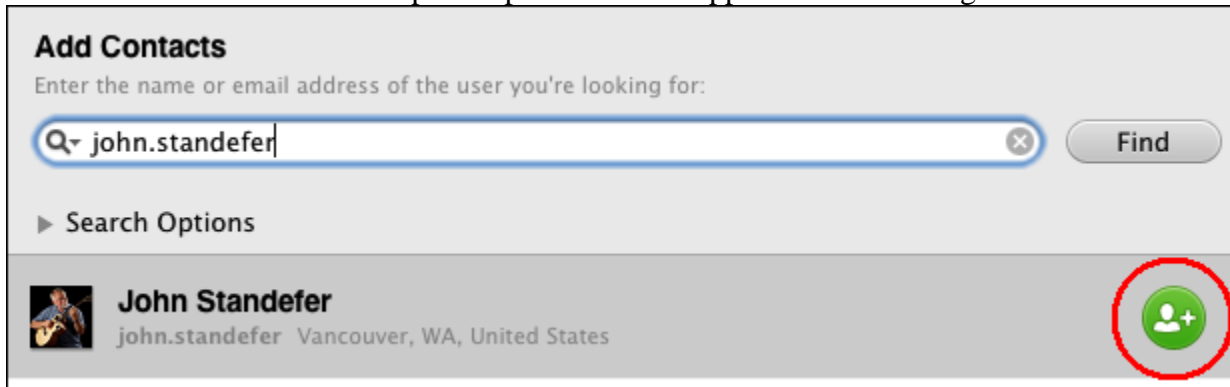 Add Contacts
Enter the name or email address of the user you're looking for:
john.standefer
Find
Search Options
John Standefer
john.standefer Vancouver, WA, United States